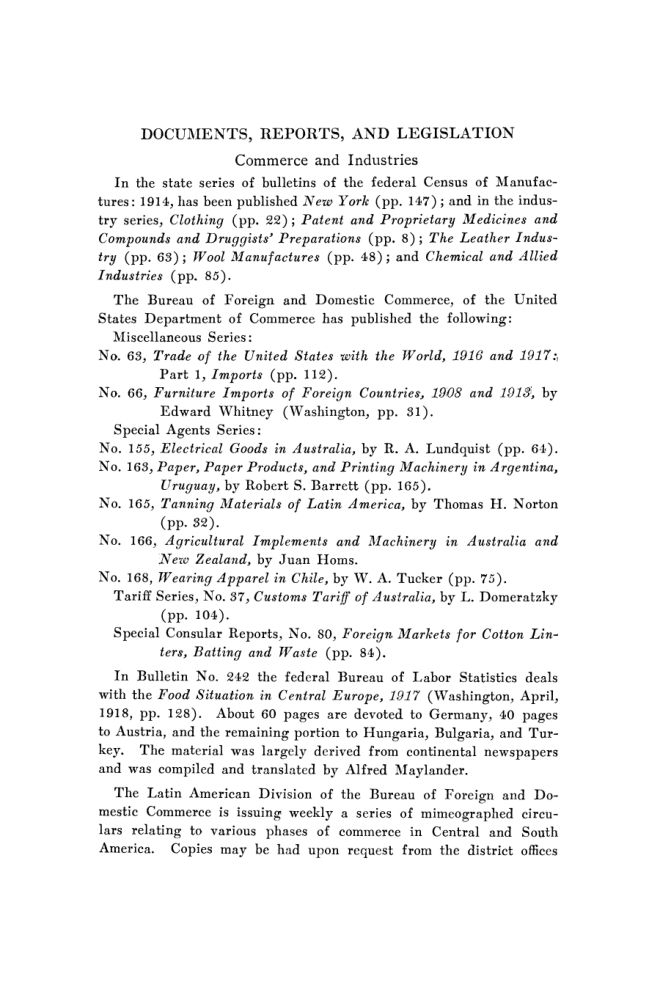 DOCUMENTS, REPORTS, AND LEGISLATION
Commerce and Industries
In the state series of bulletins of the federal Census of Manufac-
tures: 1914, has been published New York (pp. 147); and in the indus-
try series, Clothing (pp. 22); Patent and Proprietary Medicines and
Compounds and Druggists' Preparations (pp. 8); The Leather Indus-
try (pp. 63); Wool Manufactures (pp. 48); and Chemical and Allied
Industries (pp. 85).
The Bureau of Foreign and Domestic Commerce, of the United
States Department of Commerce has published the following:
Miscellaneous Series:
No. 63, Trade of the United States with the World, 1916 and 1917:,
Part 1, Imports (pp. 112).
No. 66, Furniture Imports of Foreign Countries, 1908 and 1913, by
Edward Whitney (Washington, pp. 31).
Special Agents Series:
No. 155, Electrical Goods in Australia, by R. A. Lundquist (pp. 64).
No. 163, Paper, Paper Products, and Printing Machinery in Argentina,
Uruguay, by Robert S. Barrett (pp. 165).
No. 165, Tanning Materials of Latin America, by Thomas H. Norton
(pp. 32).
No. 166, Agricultural Implements and Machinery in Australia and
New Zealand, by Juan Homs.
No. 168, Wearing Apparel in Chile, by W. A. Tucker (pp. 75).
Tariff Series, No. 37, Customs Tariff of Australia, by L. Domeratzky
(pp. 104).
Special Consular Reports, No. 80, Foreign Markets for Cotton Lin-
ters, Batting and Waste (pp. 84).
In Bulletin No. 242 the federal Bureau of Labor Statistics deals
with the Food Situation in Central Europe, 1917 (Washington, April,
1918, pp. 128). About 60 pages are devoted to Germany, 40 pages
to Austria, and the remaining portion to Hungaria, Bulgaria, and Tur-
key. The material was largely derived from continental newspapers
and was compiled and translated by Alfred Maylander.
The Latin American Division of the Bureau of Foreign and Do-
mestic Commerce is issuing weekly a series of mimeographed circu-
lars relating to various phases of commerce in Central and South
America. Copies may be had upon request from the district offices